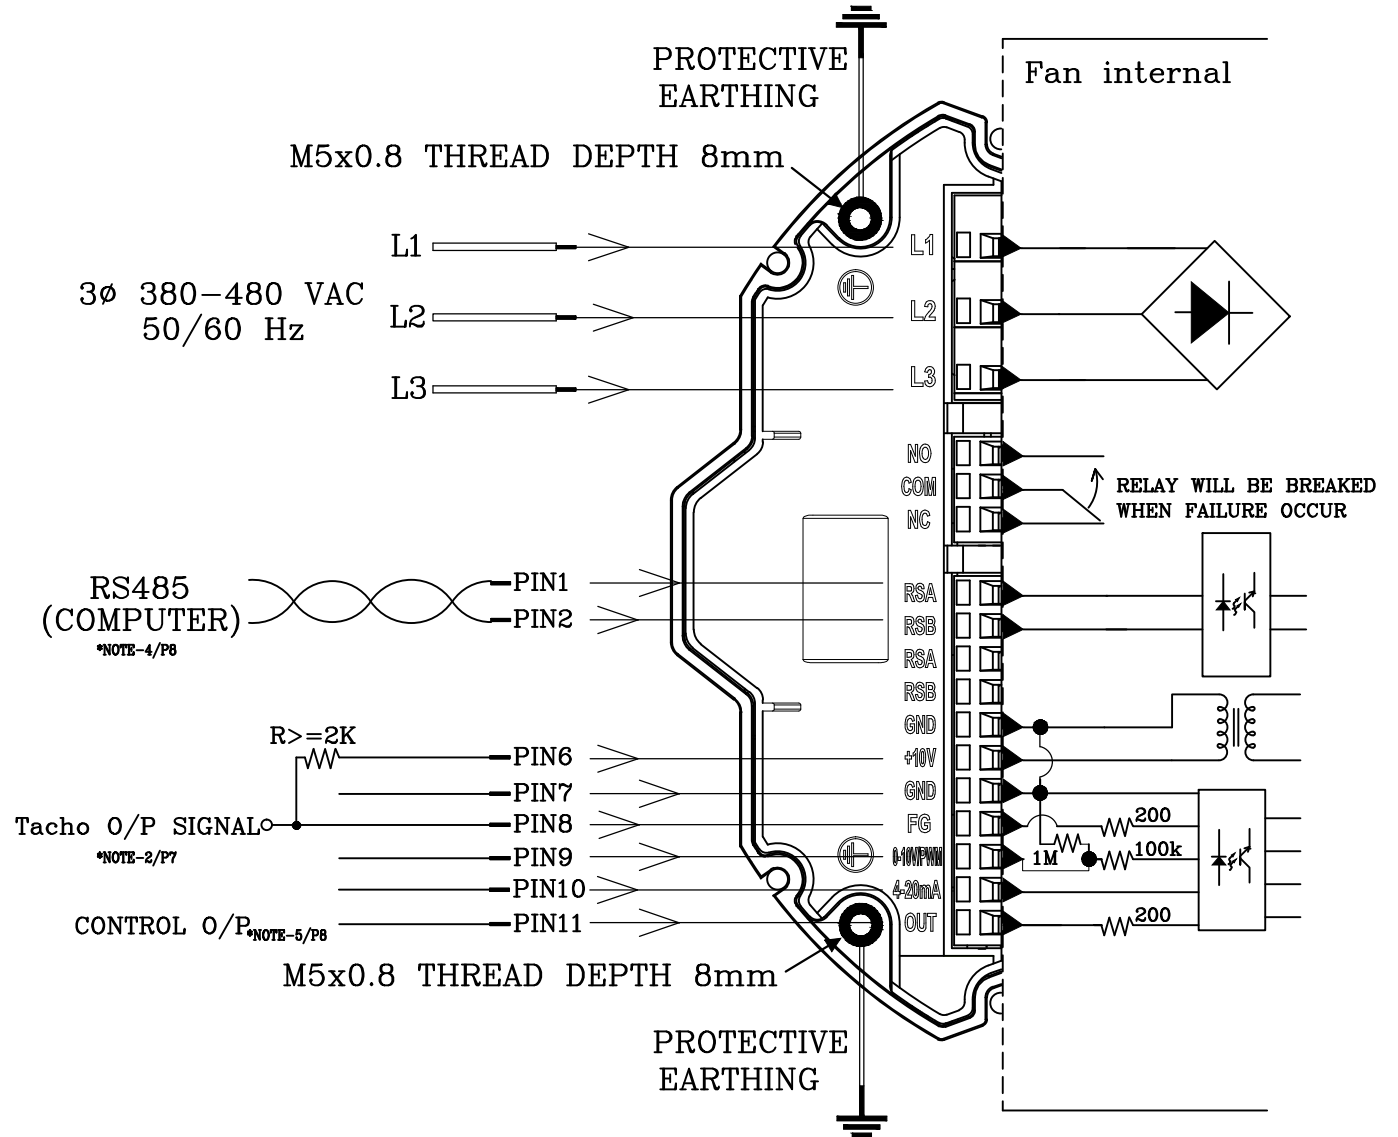 PROTECTIVE
EARTHING
Fan internal
M5x0.8 THREAD DEPTH 8mm
L1
L1
3ø 380-480 VAC
50/60 Hz
L2
L2
L3
L3
NO
COM
NC
RELAY WILL BE BREAKED
WHEN FAILURE OCCUR
RS485
(COMPUTER)
*NOTE-4/P8
PIN1
RSA
PIN2
RSB
RSA
RSB
GND
R>=2K
PIN6
+10V
PIN7
GND
Tacho O/P SIGNAL
*NOTE-2/P7
PIN8
FG
200
PIN9
0-10V/PWM
1M
100k
PIN10
4-20mA
CONTROL O/P *NOTE-5/P8
PIN11
OUT
200
M5x0.8 THREAD DEPTH 8mm
PROTECTIVE
EARTHING